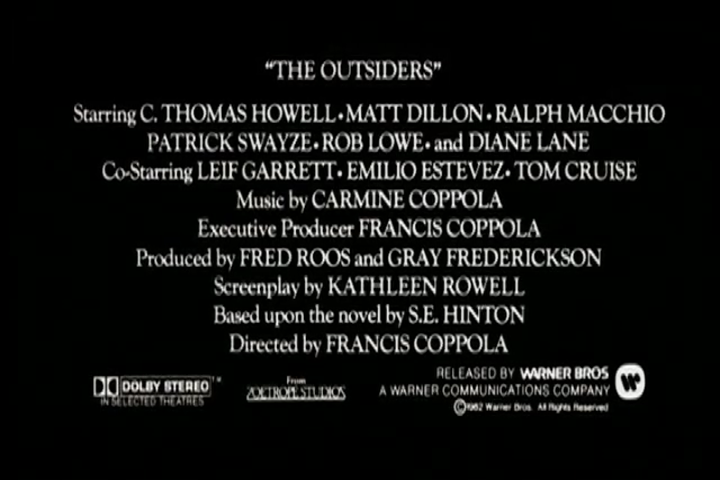 "THE OUTSIDERS"
Starring C. THOMAS HOWELL • MATT DILLON • RALPH MACCHIO
PATRICK SWAYZE • ROB LOWE • and DIANE LANE
Co-Starring LEIF GARRETT • EMILIO ESTEVEZ • TOM CRUISE
Music by CARMINE COPPOLA
Executive Producer FRANCIS COPPOLA
Produced by FRED ROOS and GRAY FREDERICKSON
Screenplay by KATHLEEN ROWELL
Based upon the novel by S.E. HINTON
Directed by FRANCIS COPPOLA
DOLBY STEREO™
IN SELECTED THEATRES
From
ZOETROPE STUDIOS
RELEASED BY WARNER BROS
A WARNER COMMUNICATIONS COMPANY
©1982 Warner Bros. All Rights Reserved